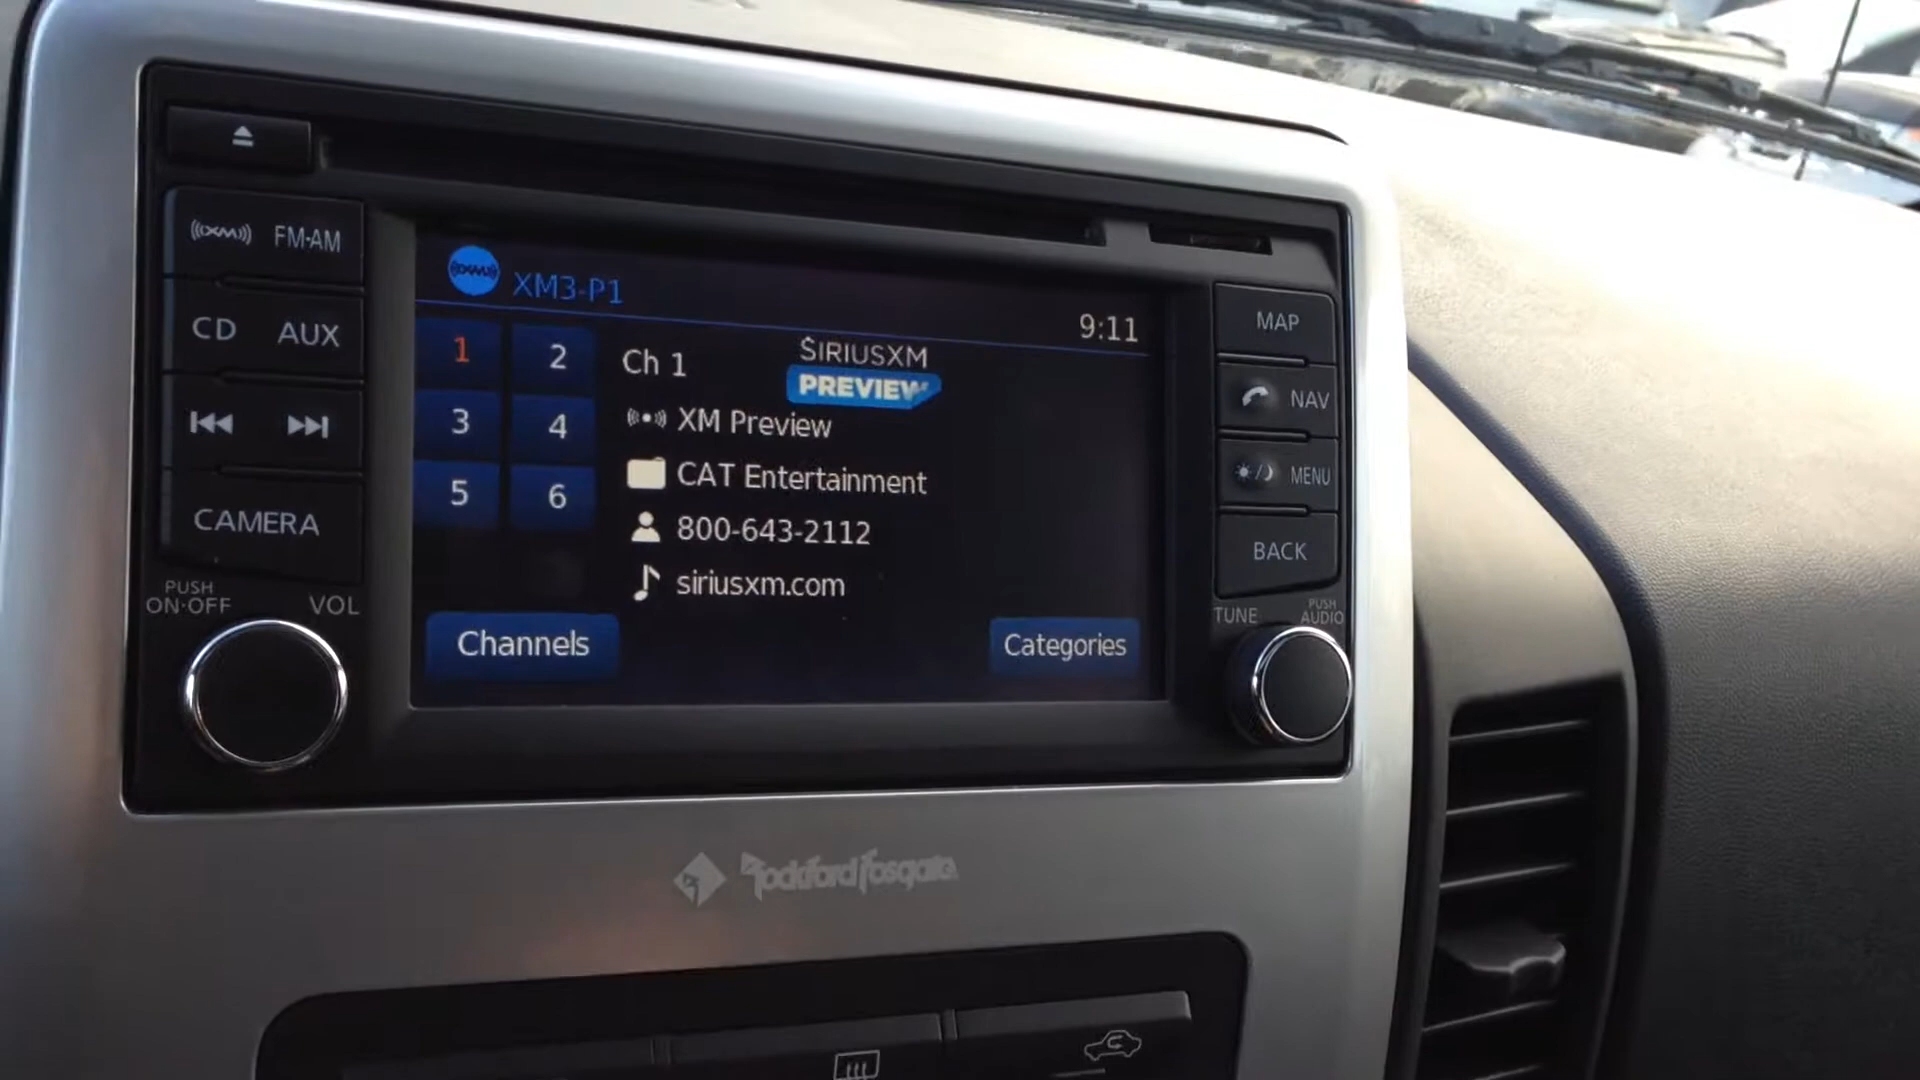 XM FM·AM
CD AUX
CAMERA
PUSH
ON·OFF VOL
XM XM3-P1
9:11
1 2
3 4
5 6
Ch 1
SIRIUSXM
PREVIEW
XM Preview
CAT Entertainment
800-643-2112
siriusxm.com
Channels
Categories
MAP
NAV
MENU
BACK
TUNE PUSH AUDIO
Rockford Fosgate